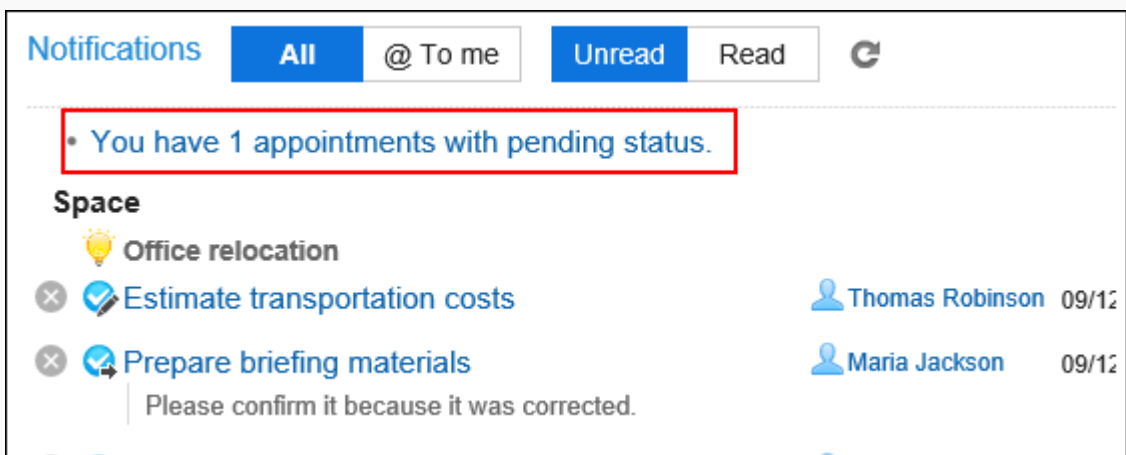 Notifications All @ To me Unread Read
• You have 1 appointments with pending status.
Space
Office relocation
Estimate transportation costs Thomas Robinson 09/12
Prepare briefing materials Maria Jackson 09/12
Please confirm it because it was corrected.